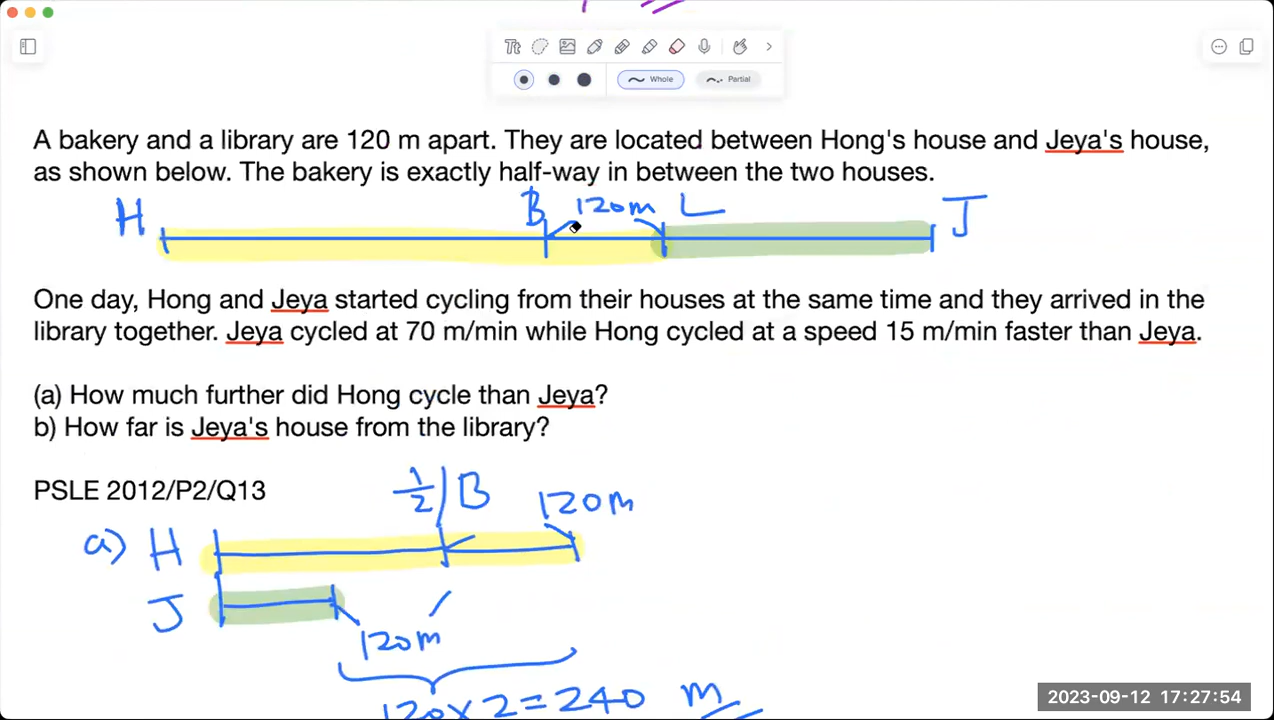 Tt
Whole
Partial
A bakery and a library are 120 m apart. They are located between Hong's house and Jeya's house,
as shown below. The bakery is exactly half-way in between the two houses.
H B 120m L J
One day, Hong and Jeya started cycling from their houses at the same time and they arrived in the
library together. Jeya cycled at 70 m/min while Hong cycled at a speed 15 m/min faster than Jeya.
(a) How much further did Hong cycle than Jeya?
b) How far is Jeya's house from the library?
PSLE 2012/P2/Q13
1/2 B 120m
a) H
J
120m
120×2=240 m
2023-09-12 17:27:54